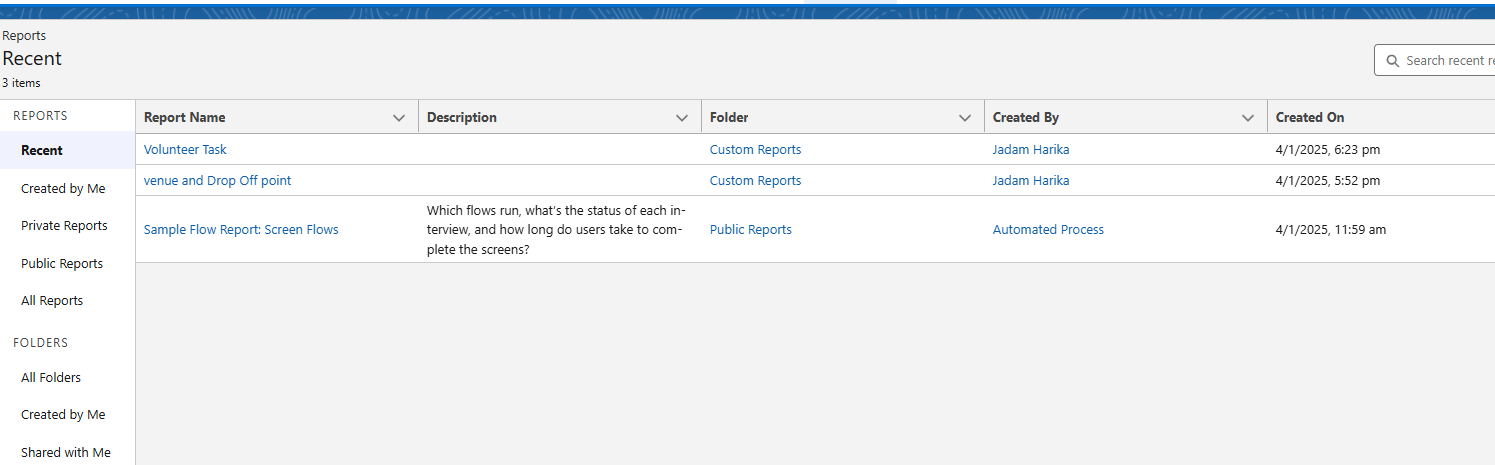 Reports
Recent
3 items
Search recent re
REPORTS
Recent
Created by Me
Private Reports
Public Reports
All Reports
FOLDERS
All Folders
Created by Me
Shared with Me
Report Name Description Folder Created By Created On
Volunteer Task Custom Reports Jadam Harika 4/1/2025, 6:23 pm
venue and Drop Off point Custom Reports Jadam Harika 4/1/2025, 5:52 pm
Sample Flow Report: Screen Flows
Which flows run, what's the status of each in-
terview, and how long do users take to com-
plete the screens?
Public Reports Automated Process 4/1/2025, 11:59 am